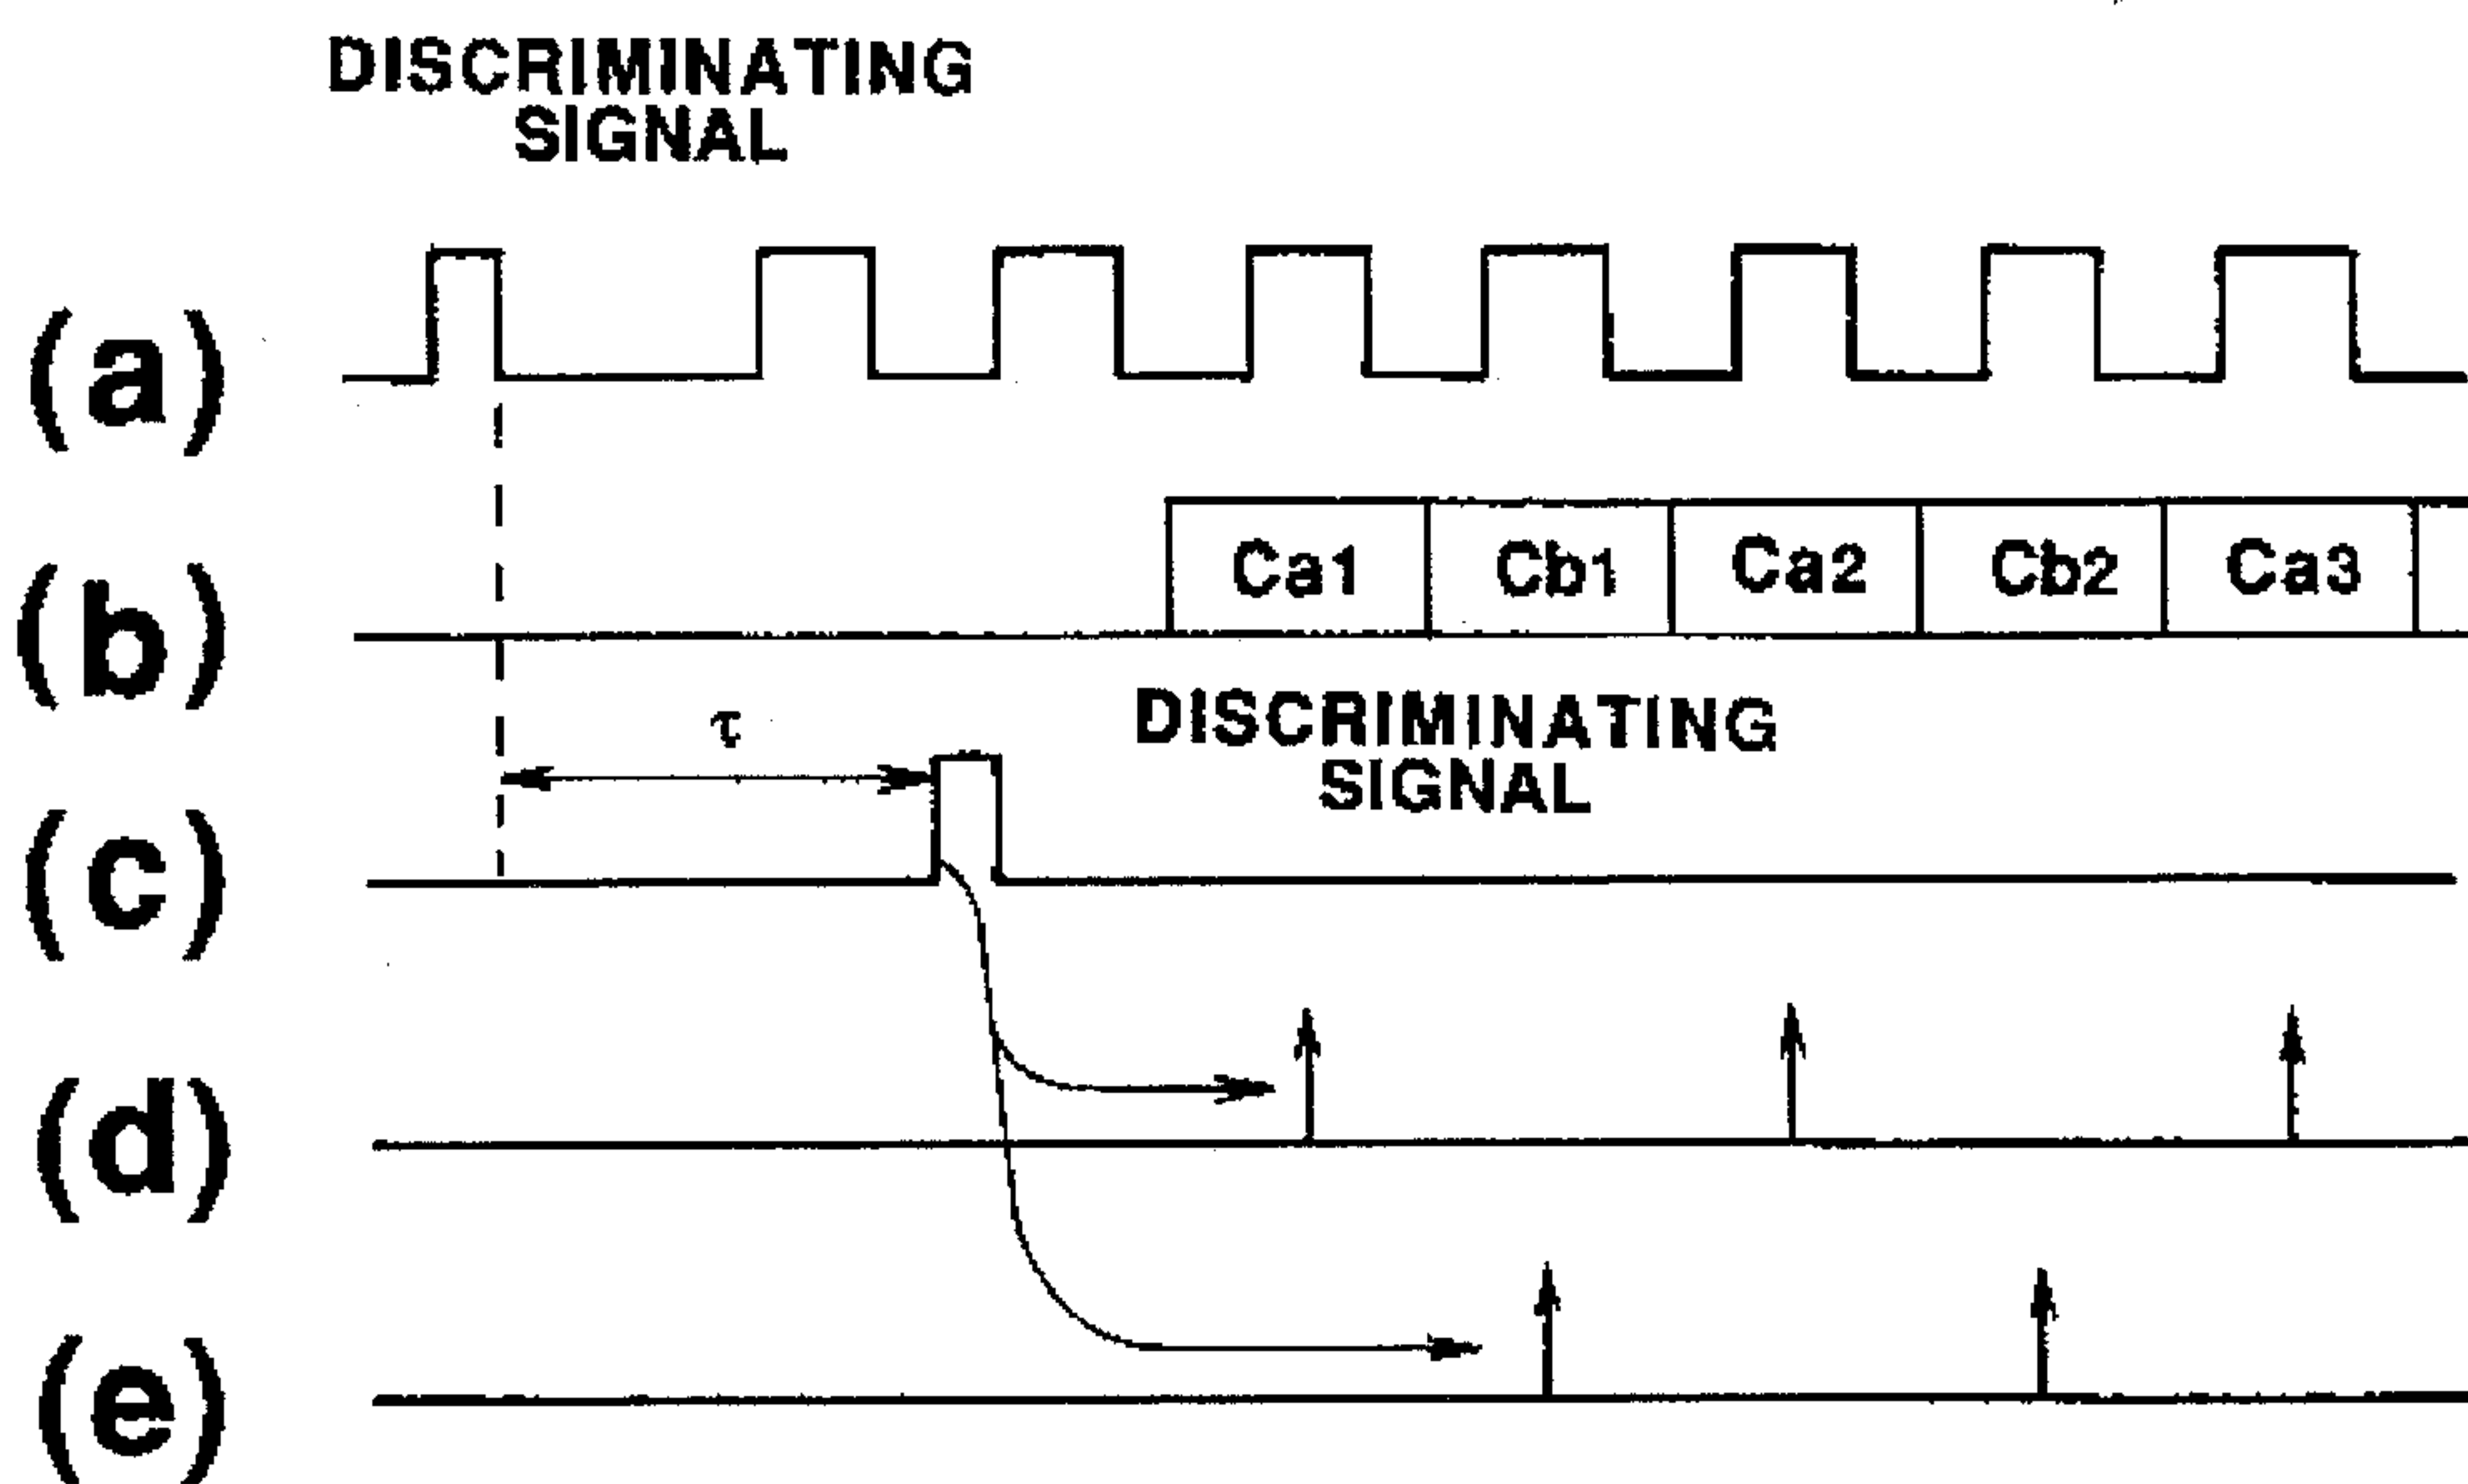 DISCRIMINATING
SIGNAL
(a)
(b)
Ca1 Cb1 Ca2 Cb2 Ca3
τ
DISCRIMINATING
SIGNAL
(c)
(d)
(e)